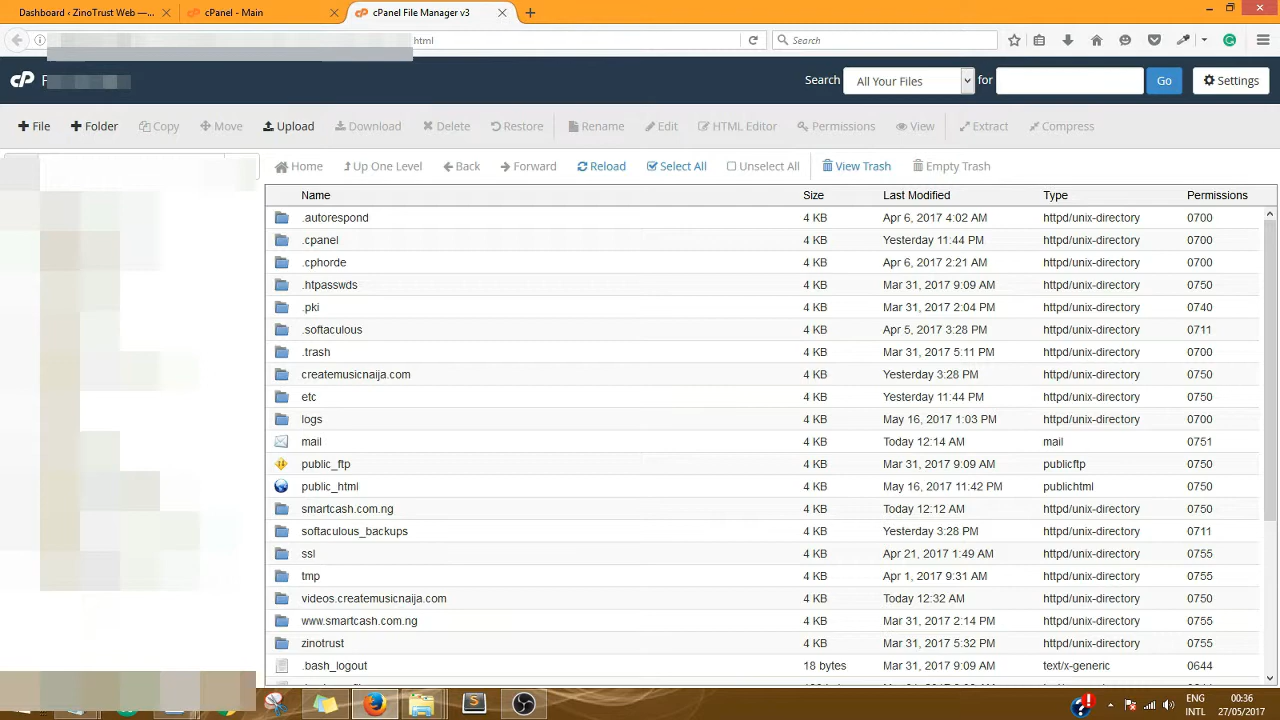 Dashboard < ZinoTrust Web —... cPanel - Main cPanel File Manager v3
html Search
cP Search All Your Files for Go Settings
File Folder Copy Move Upload Download Delete Restore Rename Edit HTML Editor Permissions View Extract Compress
Home Up One Level Back Forward Reload Select All Unselect All View Trash Empty Trash
Name Size Last Modified Type Permissions
.autorespond 4 KB Apr 6, 2017 4:02 AM httpd/unix-directory 0700
.cpanel 4 KB Yesterday 11:44 PM httpd/unix-directory 0700
.cphorde 4 KB Apr 6, 2017 2:21 AM httpd/unix-directory 0700
.htpasswds 4 KB Mar 31, 2017 9:09 AM httpd/unix-directory 0750
.pki 4 KB Mar 31, 2017 2:04 PM httpd/unix-directory 0740
.softaculous 4 KB Apr 5, 2017 3:28 PM httpd/unix-directory 0711
.trash 4 KB Mar 31, 2017 5:11 PM httpd/unix-directory 0700
createmusicnaija.com 4 KB Yesterday 3:28 PM httpd/unix-directory 0750
etc 4 KB Yesterday 11:44 PM httpd/unix-directory 0750
logs 4 KB May 16, 2017 1:03 PM httpd/unix-directory 0700
mail 4 KB Today 12:14 AM mail 0751
public_ftp 4 KB Mar 31, 2017 9:09 AM publicftp 0750
public_html 4 KB May 16, 2017 11:42 PM publichtml 0750
smartcash.com.ng 4 KB Today 12:12 AM httpd/unix-directory 0750
softaculous_backups 4 KB Yesterday 3:28 PM httpd/unix-directory 0711
ssl 4 KB Apr 21, 2017 1:49 AM httpd/unix-directory 0755
tmp 4 KB Apr 1, 2017 9:31 AM httpd/unix-directory 0755
videos.createmusicnaija.com 4 KB Today 12:32 AM httpd/unix-directory 0750
www.smartcash.com.ng 4 KB Mar 31, 2017 2:14 PM httpd/unix-directory 0755
zinotrust 4 KB Mar 31, 2017 5:32 PM httpd/unix-directory 0755
.bash_logout 18 bytes Mar 31, 2017 9:09 AM text/x-generic 0644
ENG 00:36
INTL 27/05/2017